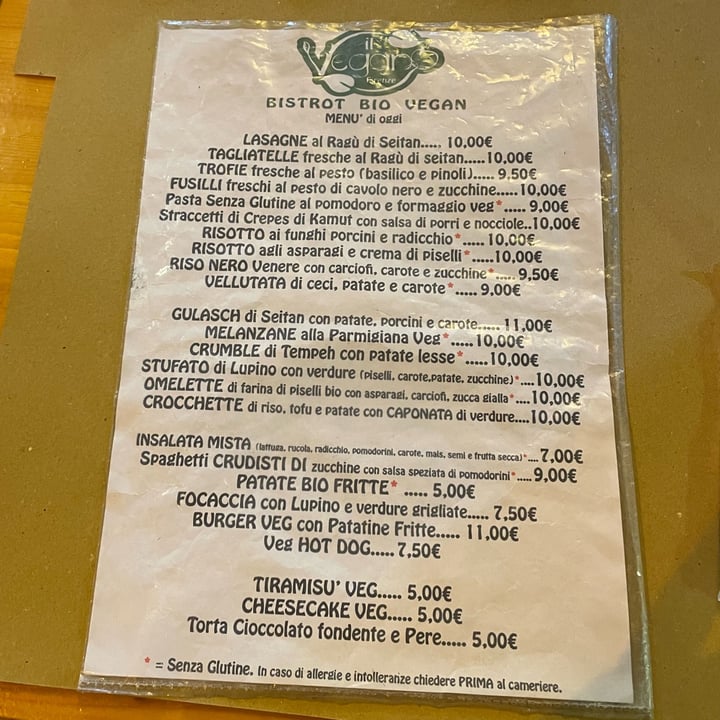 il
Vegano
Firenze
BISTROT BIO VEGAN
MENU' di oggi
LASAGNE al Ragù di Seitan..... 10,00€
TAGLIATELLE fresche al Ragù di seitan.....10,00€
TROFIE fresche al pesto (basilico e pinoli)..... 9,50€
FUSILLI freschi al pesto di cavolo nero e zucchine.....10,00€
Pasta Senza Glutine al pomodoro e formaggio veg*..... 9,00€
Straccetti di Crepes di Kamut con salsa di porri e nocciole..10,00€
RISOTTO ai funghi porcini e radicchio*..... 10,00€
RISOTTO agli asparagi e crema di piselli*.....10,00€
RISO NERO Venere con carciofi, carote e zucchine*..... 9,50€
VELLUTATA di ceci, patate e carote*..... 9,00€
GULASCH di Seitan con patate, porcini e carote..... 11,00€
MELANZANE alla Parmigiana Veg*.....10,00€
CRUMBLE di Tempeh con patate lesse*.....10,00€
STUFATO di Lupino con verdure (piselli, carote,patate, zucchine)*....10,00€
OMELETTE di farina di piselli bio con asparagi, carciofi, zucca gialla*....10,00€
CROCCHETTE di riso, tofu e patate con CAPONATA di verdure....10,00€
INSALATA MISTA (lattuga, rucola, radicchio, pomodorini, carote, mais, semi e frutta secca)*....7,00€
Spaghetti CRUDISTI DI zucchine con salsa speziata di pomodorini*.....9,00€
PATATE BIO FRITTE* ..... 5,00€
FOCACCIA con Lupino e verdure grigliate..... 7,50€
BURGER VEG con Patatine Fritte..... 11,00€
Veg HOT DOG.....7,50€
TIRAMISU' VEG..... 5,00€
CHEESECAKE VEG..... 5,00€
Torta Cioccolato fondente e Pere..... 5,00€
* = Senza Glutine. In caso di allergie e intolleranze chiedere PRIMA al cameriere.